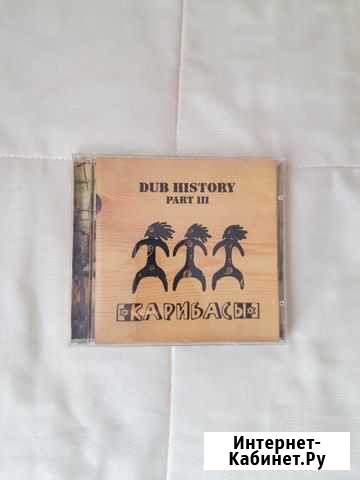 DUB HISTORY
PART III
КАРИБАСЫ
Интернет-
Кабинет.Ру